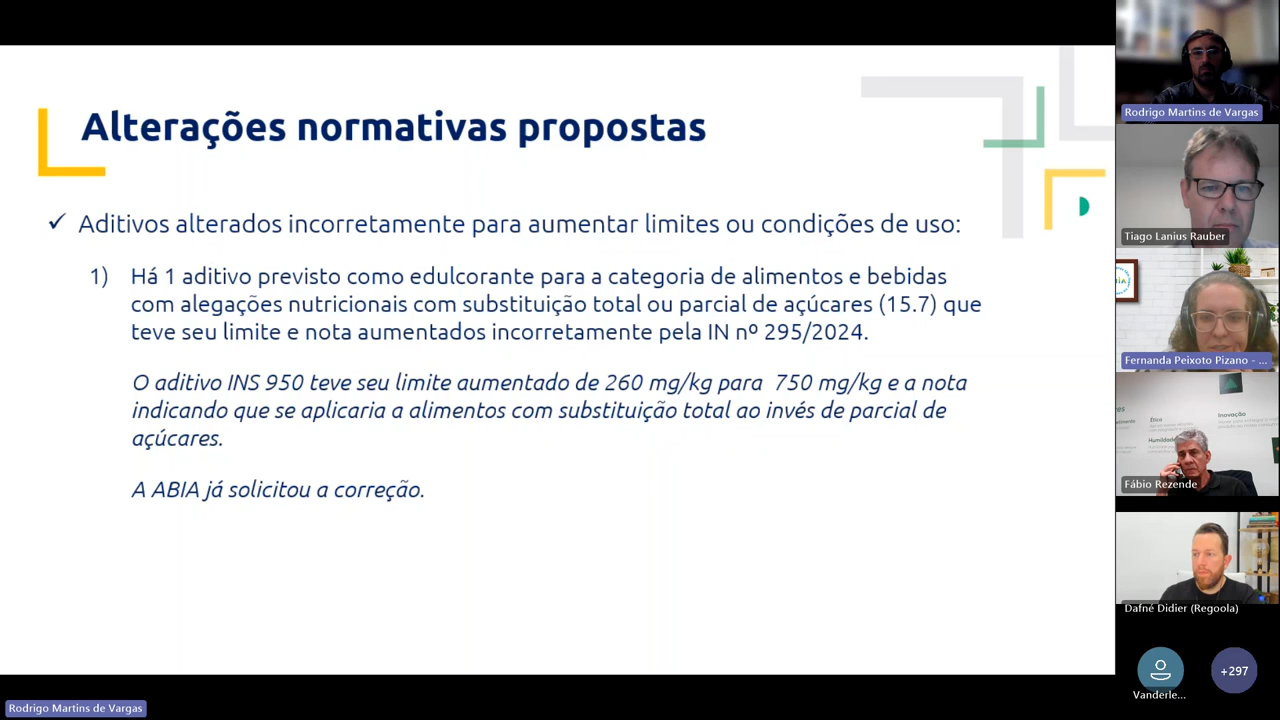 Alterações normativas propostas
✓ Aditivos alterados incorretamente para aumentar limites ou condições de uso:
1) Há 1 aditivo previsto como edulcorante para a categoria de alimentos e bebidas
com alegações nutricionais com substituição total ou parcial de açúcares (15.7) que
teve seu limite e nota aumentados incorretamente pela IN nº 295/2024.
O aditivo INS 950 teve seu limite aumentado de 260 mg/kg para 750 mg/kg e a nota
indicando que se aplicaria a alimentos com substituição total ao invés de parcial de
açúcares.
A ABIA já solicitou a correção.
Rodrigo Martins de Vargas
Tiago Lanius Rauber
Fernanda Peixoto Pizano - ...
Ética
Inovação
Fábio Rezende
Dafné Didier (Regoola)
Vanderle...
+297
Rodrigo Martins de Vargas